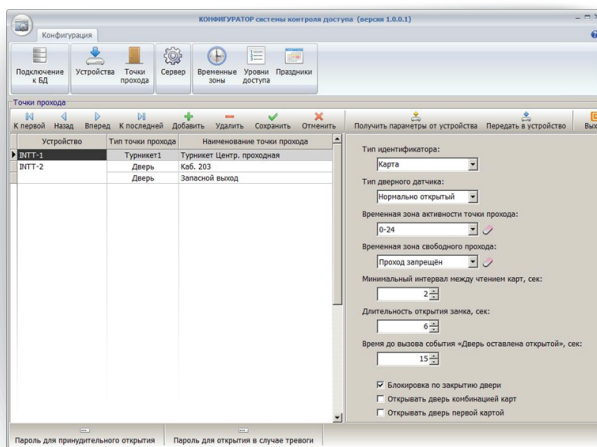 КОНФИГУРАТОР системы контроля доступа (версия 1.0.0.1)
Конфигурация
Подключение к БД
Устройства
Точки прохода
Сервер
Временные зоны
Уровни доступа
Праздники
Точки прохода
К первой Назад Вперед К последней Добавить Удалить Сохранить Отменить Получить параметры от устройства Передать в устройство
Устройство Тип точки прохода Наименование точки прохода
INTT-1 Турникет1 Турникет Центр. проходная
INTT-2 Дверь Каб. 203
Дверь Запасной выход
Тип идентификатора:
Карта
Тип дверного датчика:
Нормально открытый
Временная зона активности точки прохода:
0-24
Временная зона свободного прохода:
Проход запрещён
Минимальный интервал между чтением карт, сек:
2
Длительность открытия замка, сек:
6
Время до вызова события «Дверь оставлена открытой», сек:
15
Блокировка по закрытию двери
Открывать дверь комбинацией карт
Открывать дверь первой картой
Пароль для принудительного открытия Пароль для открытия в случае тревоги